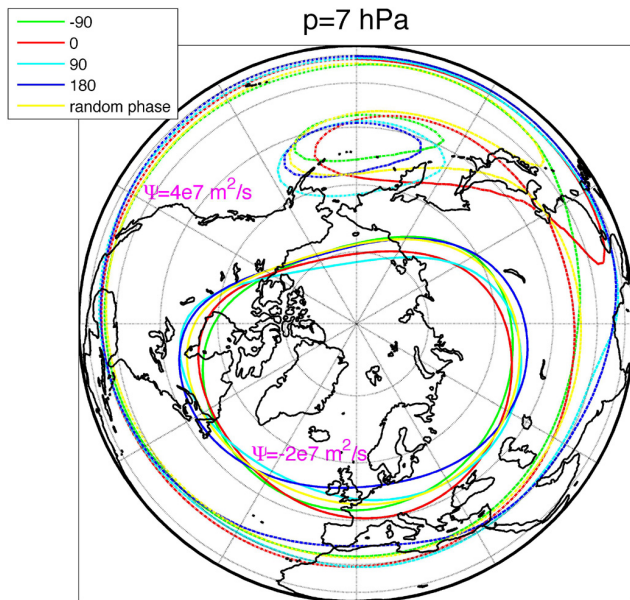 p=7 hPa
-90
0
90
180
random phase
Ψ=4e7 m²/s
Ψ=-2e7 m²/s